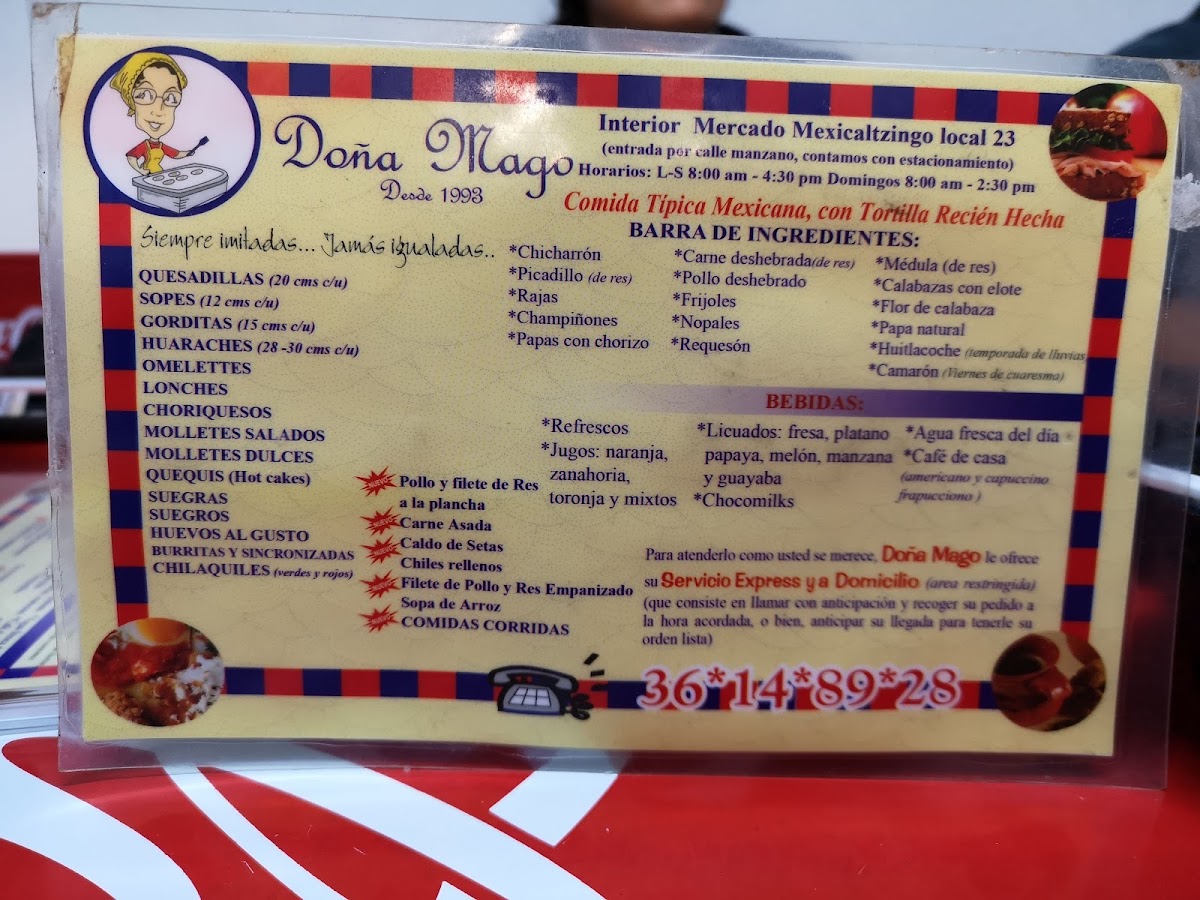 Doña Mago
Desde 1993
Interior Mercado Mexicaltzingo local 23
(entrada por calle manzano, contamos con estacionamiento)
Horarios: L-S 8:00 am - 4:30 pm Domingos 8:00 am - 2:30 pm
Comida Típica Mexicana, con Tortilla Recién Hecha
Siempre imitadas... Jamás igualadas..
QUESADILLAS (20 cms c/u)
SOPES (12 cms c/u)
GORDITAS (15 cms c/u)
HUARACHES (28 -30 cms c/u)
OMELETTES
LONCHES
CHORIQUESOS
MOLLETES SALADOS
MOLLETES DULCES
QUEQUIS (Hot cakes)
SUEGRAS
SUEGROS
HUEVOS AL GUSTO
BURRITAS Y SINCRONIZADAS
CHILAQUILES (verdes y rojos)
BARRA DE INGREDIENTES:
*Chicharrón
*Picadillo (de res)
*Rajas
*Champiñones
*Papas con chorizo
*Carne deshebrada(de res)
*Pollo deshebrado
*Frijoles
*Nopales
*Requesón
*Médula (de res)
*Calabazas con elote
*Flor de calabaza
*Papa natural
*Huitlacoche (temporada de lluvias
*Camarón (Viernes de cuaresma)
BEBIDAS:
*Refrescos
*Jugos: naranja,
zanahoria,
toronja y mixtos
*Licuados: fresa, platano
papaya, melón, manzana
y guayaba
*Chocomilks
*Agua fresca del día
*Café de casa
(americano y capuccino
frapucciono )
NUEVO Pollo y filete de Res
a la plancha
NUEVO Carne Asada
NUEVO Caldo de Setas
Chiles rellenos
NUEVO Filete de Pollo y Res Empanizado
Sopa de Arroz
NUEVO COMIDAS CORRIDAS
Para atenderlo como usted se merece, Doña Mago le ofrece
su Servicio Express y a Domicilio (area restringida)
(que consiste en llamar con anticipación y recoger su pedido a
la hora acordada, o bien, anticipar su llegada para tenerle su
orden lista)
36*14*89*28